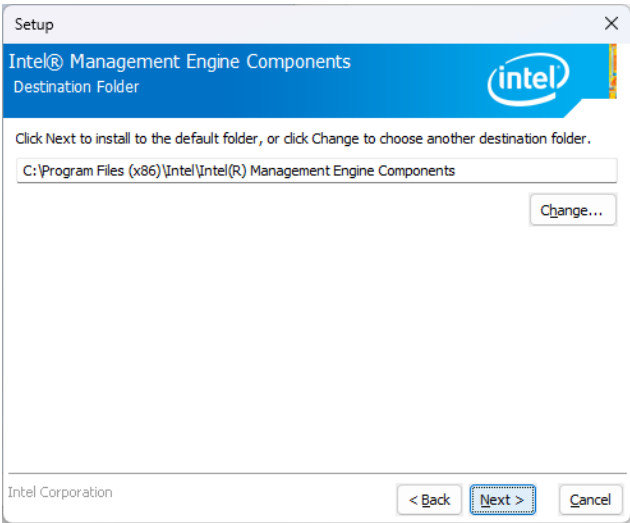 Setup
Intel® Management Engine Components
Destination Folder
intel
Click Next to install to the default folder, or click Change to choose another destination folder.
C:\Program Files (x86)\Intel\Intel(R) Management Engine Components
Change...
Intel Corporation
< Back
Next >
Cancel